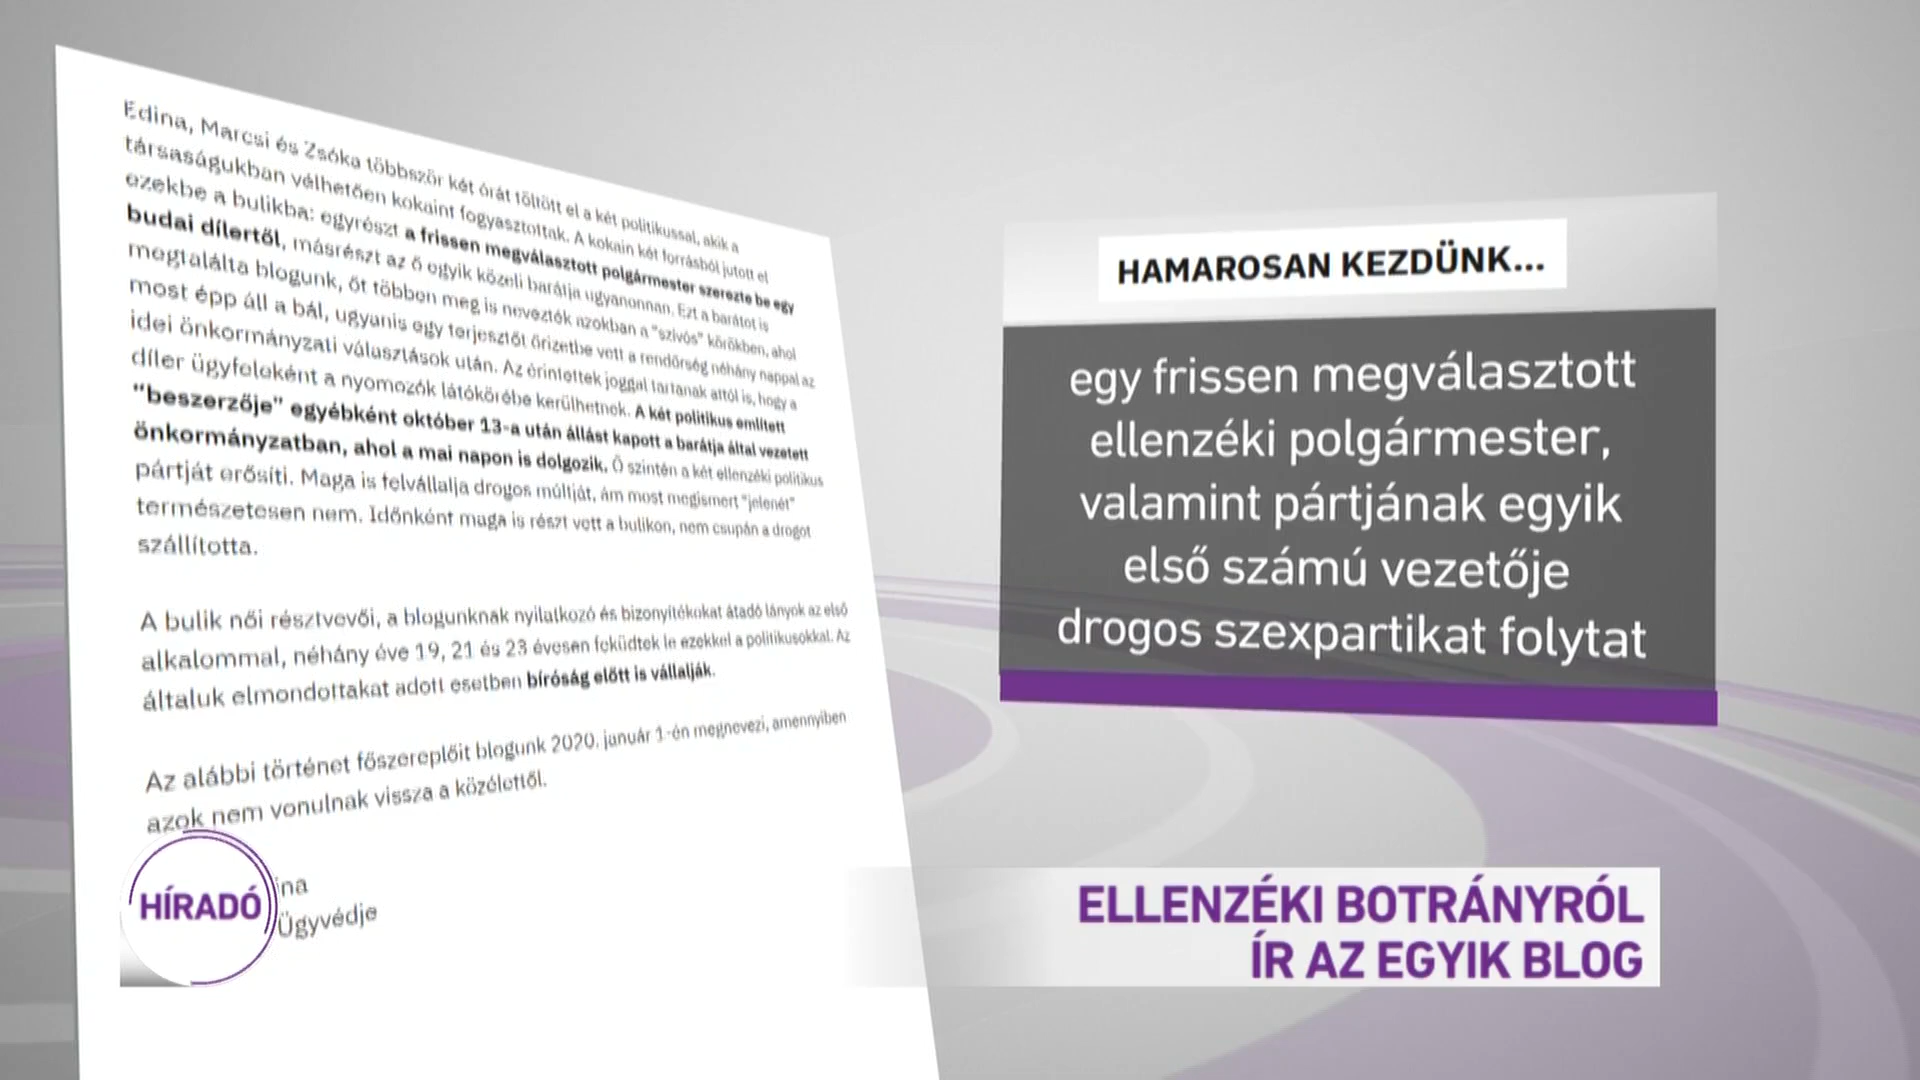 Edina, Marcsi és Zsóka többször két órát töltött el a két politikussal, akik a
társaságukban vélhetően kokaint fogyasztottak. A kokain két forrásból jutott el
ezekbe a bulikba: egyrészt a frissen megválasztott polgármester szerezte be egy
budai dílertől, másrészt az ő egyik közeli barátja ugyanonnan. Ezt a barátot is
megtalálta blogunk, őt többen meg is nevezték azokban a "szívós" körökben, ahol
most épp áll a bál, ugyanis egy terjesztőt őrizetbe vett a rendőrség néhány nappal az
idei önkormányzati választások után. Az érintettek joggal tartanak attól is, hogy a
díler ügyfeleként a nyomozók látókörébe kerülhetnek. A két politikus említett
"beszerzője" egyébként október 13-a után állást kapott a barátja által vezetett
önkormányzatban, ahol a mai napon is dolgozik. Ő szintén a két ellenzéki politikus
pártját erősíti. Maga is felvállalja drogos múltját, ám most megismert "jelenét"
természetesen nem. Időnként maga is részt vett a bulikon, nem csupán a drogot
szállította.
A bulik női résztvevői, a blogunknak nyilatkozó és bizonyítékokat átadó lányok az első
alkalommal, néhány éve 19, 21 és 23 évesen feküdtek le ezekkel a politikusokkal. Az
általuk elmondottakat adott esetben bíróság előtt is vállalják.
Az alábbi történet főszereplőit blogunk 2020. január 1-én megnevezi, amennyiben
azok nem vonulnak vissza a közélettől.
ina
Ügyvédje
HÍRADÓ
HAMAROSAN KEZDÜNK...
egy frissen megválasztott
ellenzéki polgármester,
valamint pártjának egyik
első számú vezetője
drogos szexpartikat folytat
ELLENZÉKI BOTRÁNYRÓL
ÍR AZ EGYIK BLOG